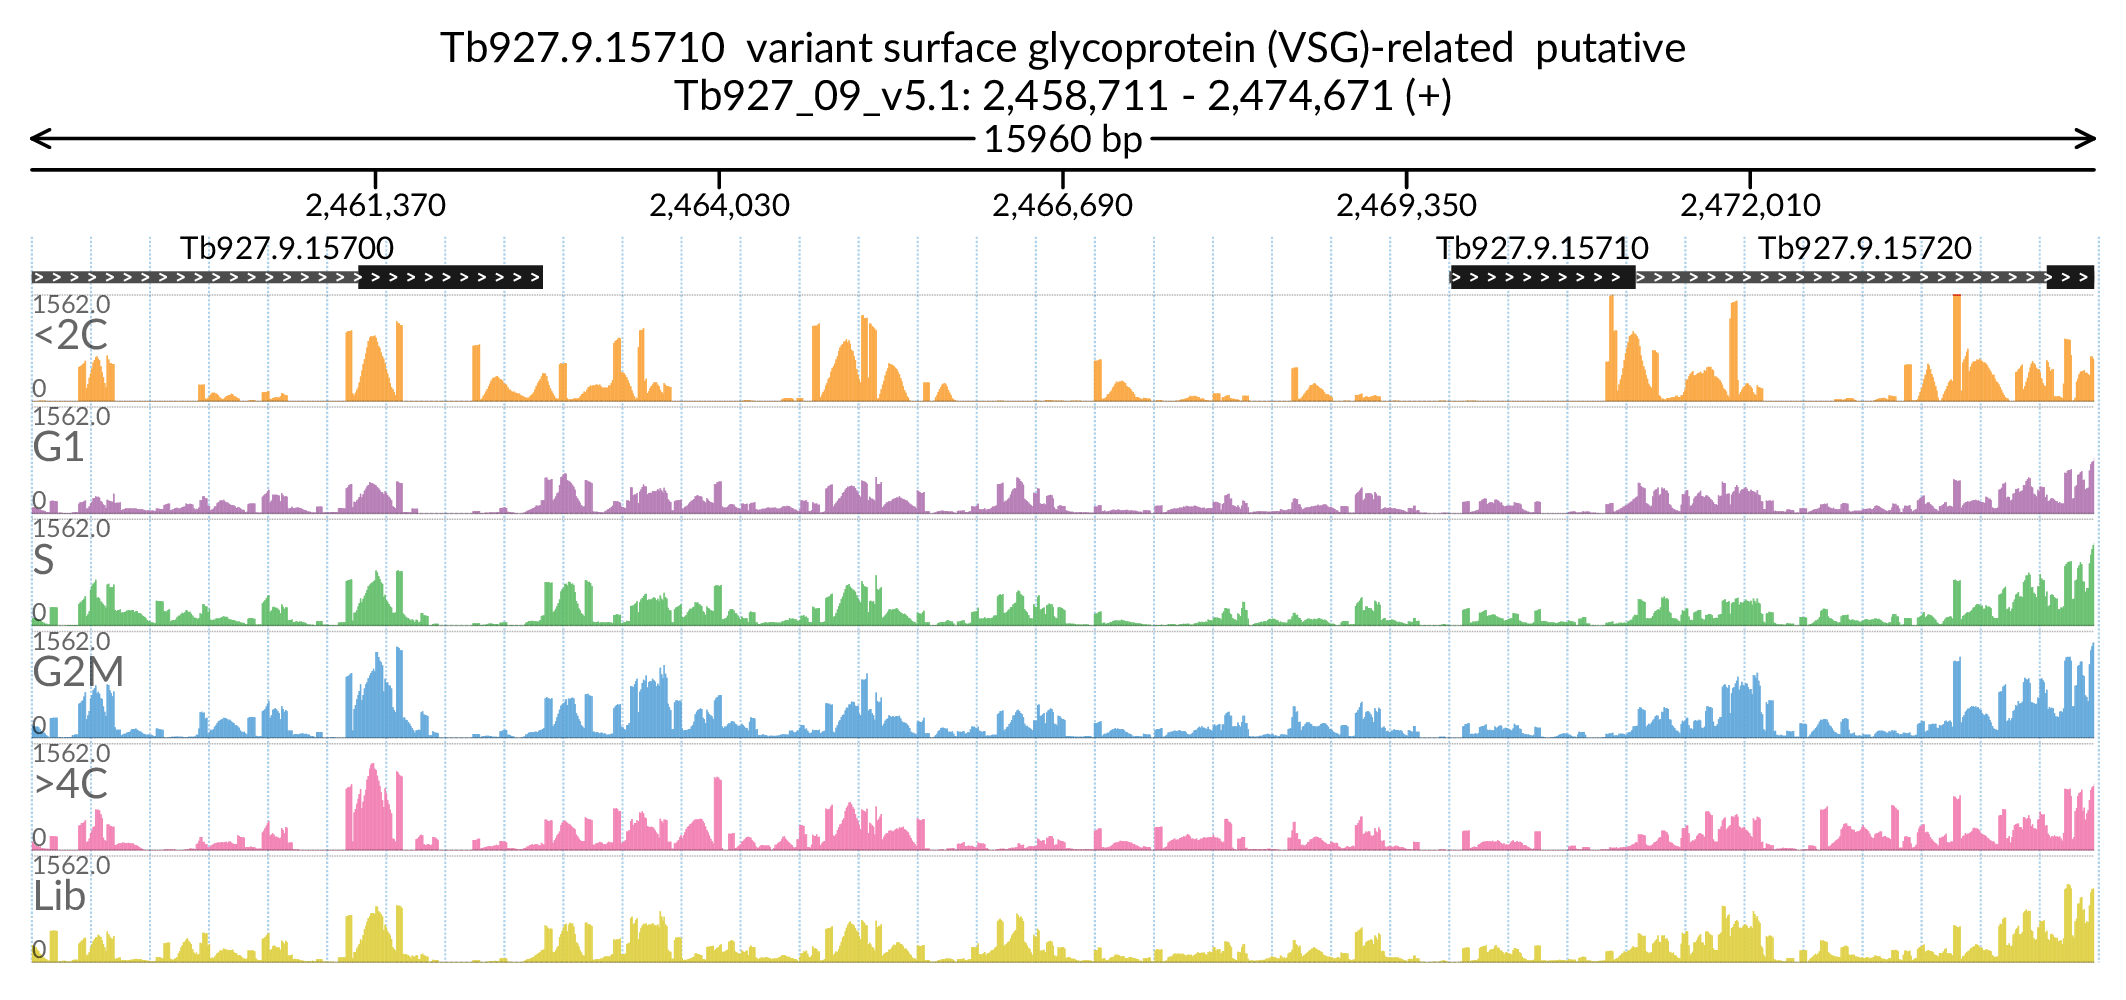 Tb927.9.15710  variant surface glycoprotein (VSG)-related  putative
Tb927_09_v5.1: 2,458,711 - 2,474,671 (+)
15960 bp
2,461,370 2,464,030 2,466,690 2,469,350 2,472,010
Tb927.9.15700 Tb927.9.15710 Tb927.9.15720
1562.0
<2C
0
1562.0
G1
0
1562.0
S
0
1562.0
G2M
0
1562.0
>4C
0
1562.0
Lib
0